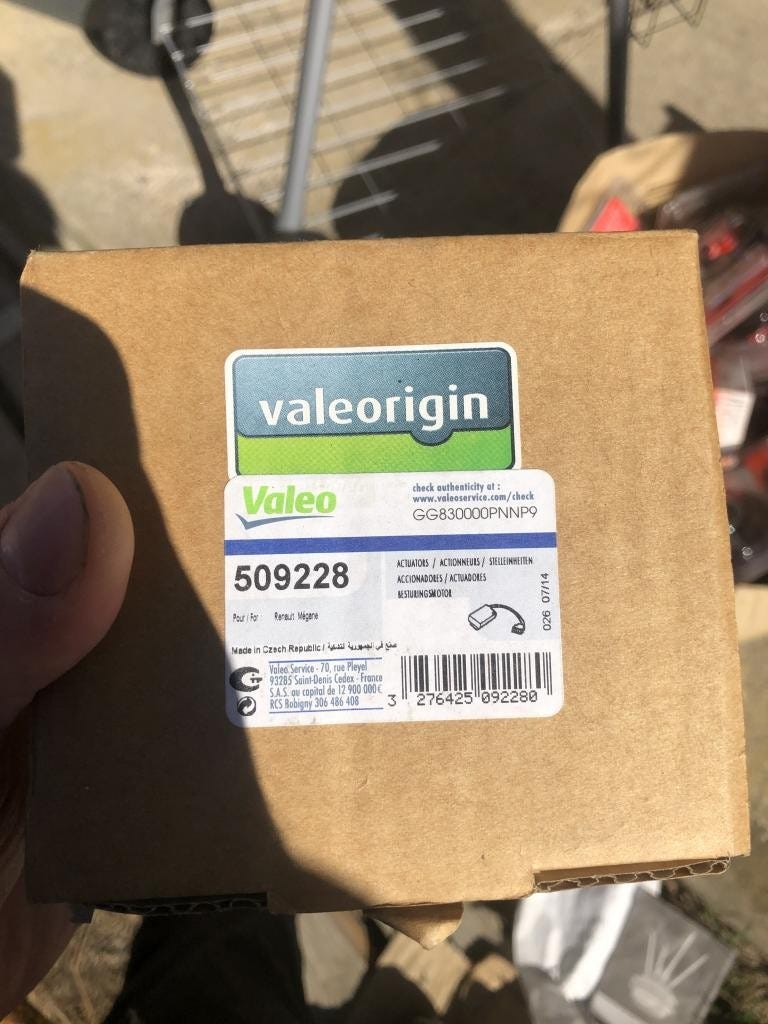 valeorigin
Valeo
check authenticity at :
www.valeoservice.com/check
GG830000PNNP9
509228
ACTUATORS / ACTIONNEURS / STELLEINHEITEN
ACCIONADORES / ACTUADORES
BESTURINGSMOTOR
Pour / For Renault Mégane
026 07/14
Made in Czech Republic / صنع في الجمهورية التشيكية
Valeo Service - 70, rue Pleyel
93285 Saint-Denis Cedex - France
S.A.S. au capital de 12 900 000 €
RCS Bobigny 306 486 408
3 276425 092280